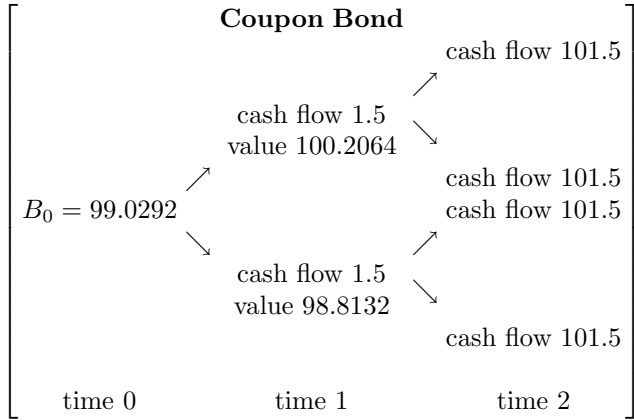 Coupon Bond
cash flow 101.5
cash flow 1.5
value 100.2064
cash flow 101.5
B₀ = 99.0292
cash flow 101.5
cash flow 1.5
value 98.8132
cash flow 101.5
time 0 time 1 time 2